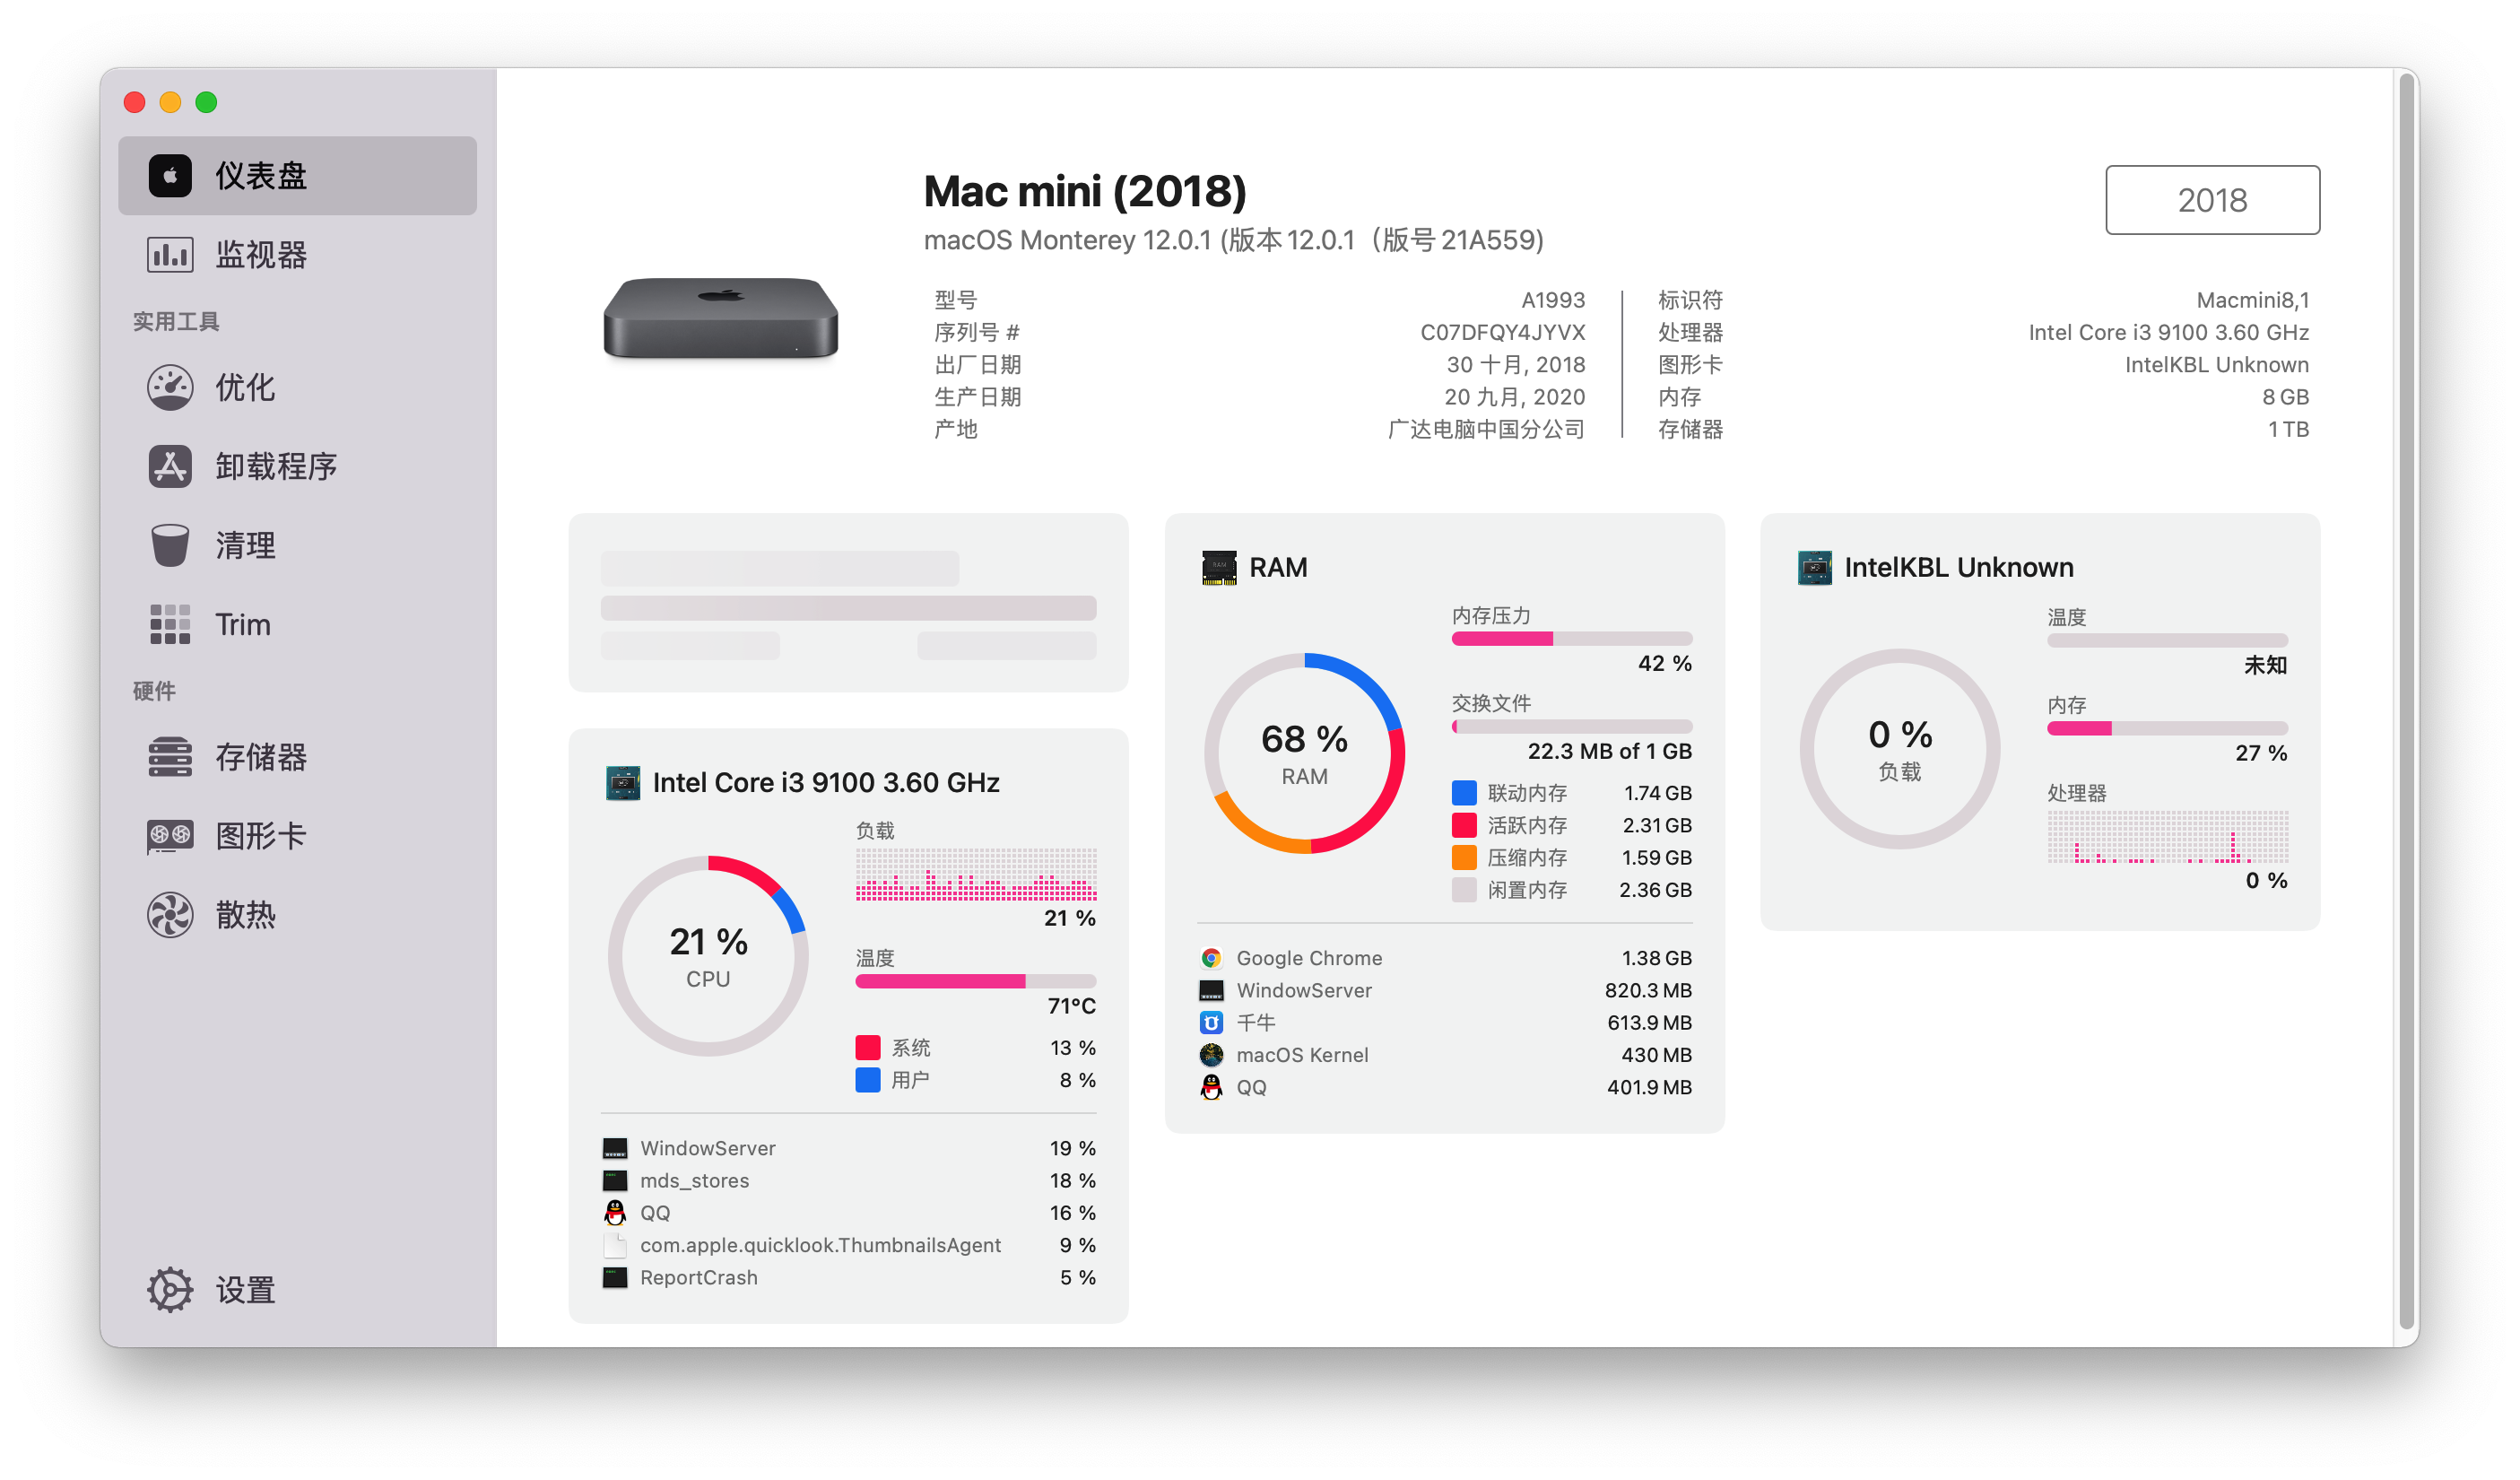 仪表盘
监视器
实用工具
优化
卸载程序
清理
Trim
硬件
存储器
图形卡
散热
设置
Mac mini (2018)
macOS Monterey 12.0.1 (版本 12.0.1（版号 21A559)
2018
型号 A1993
序列号 # C07DFQY4JYVX
出厂日期 30 十月, 2018
生产日期 20 九月, 2020
产地 广达电脑中国分公司
标识符 Macmini8,1
处理器 Intel Core i3 9100 3.60 GHz
图形卡 IntelKBL Unknown
内存 8 GB
存储器 1 TB
Intel Core i3 9100 3.60 GHz
21 %
CPU
负载
21 %
温度
71°C
系统 13 %
用户 8 %
WindowServer 19 %
mds_stores 18 %
QQ 16 %
com.apple.quicklook.ThumbnailsAgent 9 %
ReportCrash 5 %
RAM
68 %
RAM
内存压力
42 %
交换文件
22.3 MB of 1 GB
联动内存 1.74 GB
活跃内存 2.31 GB
压缩内存 1.59 GB
闲置内存 2.36 GB
Google Chrome 1.38 GB
WindowServer 820.3 MB
千牛 613.9 MB
macOS Kernel 430 MB
QQ 401.9 MB
IntelKBL Unknown
0 %
负载
温度
未知
内存
27 %
处理器
0 %